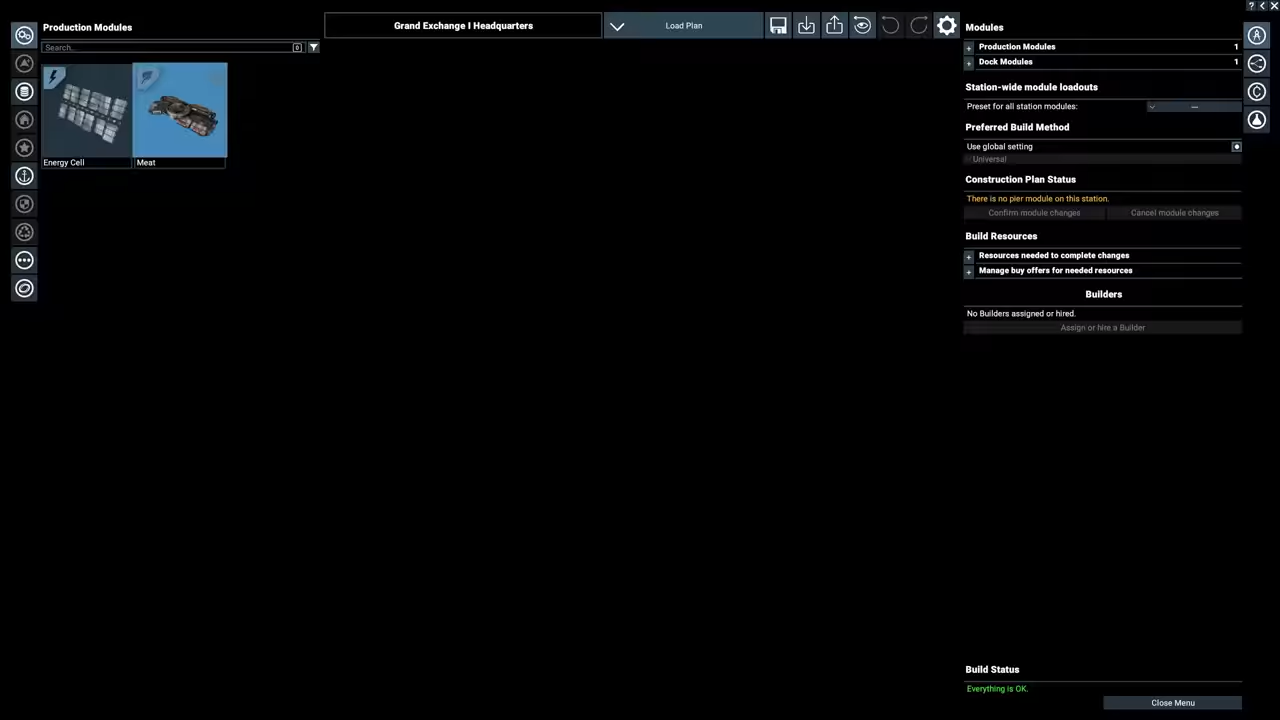 Production Modules
Search...
0
Energy Cell
Meat
Grand Exchange I Headquarters
Load Plan
? < ×
Modules
+ Production Modules 1
+ Dock Modules 1
Station-wide module loadouts
Preset for all station modules: —
Preferred Build Method
Use global setting
Universal
Construction Plan Status
There is no pier module on this station.
Confirm module changes Cancel module changes
Build Resources
+ Resources needed to complete changes
+ Manage buy offers for needed resources
Builders
No Builders assigned or hired.
Assign or hire a Builder
Build Status
Everything is OK.
Close Menu